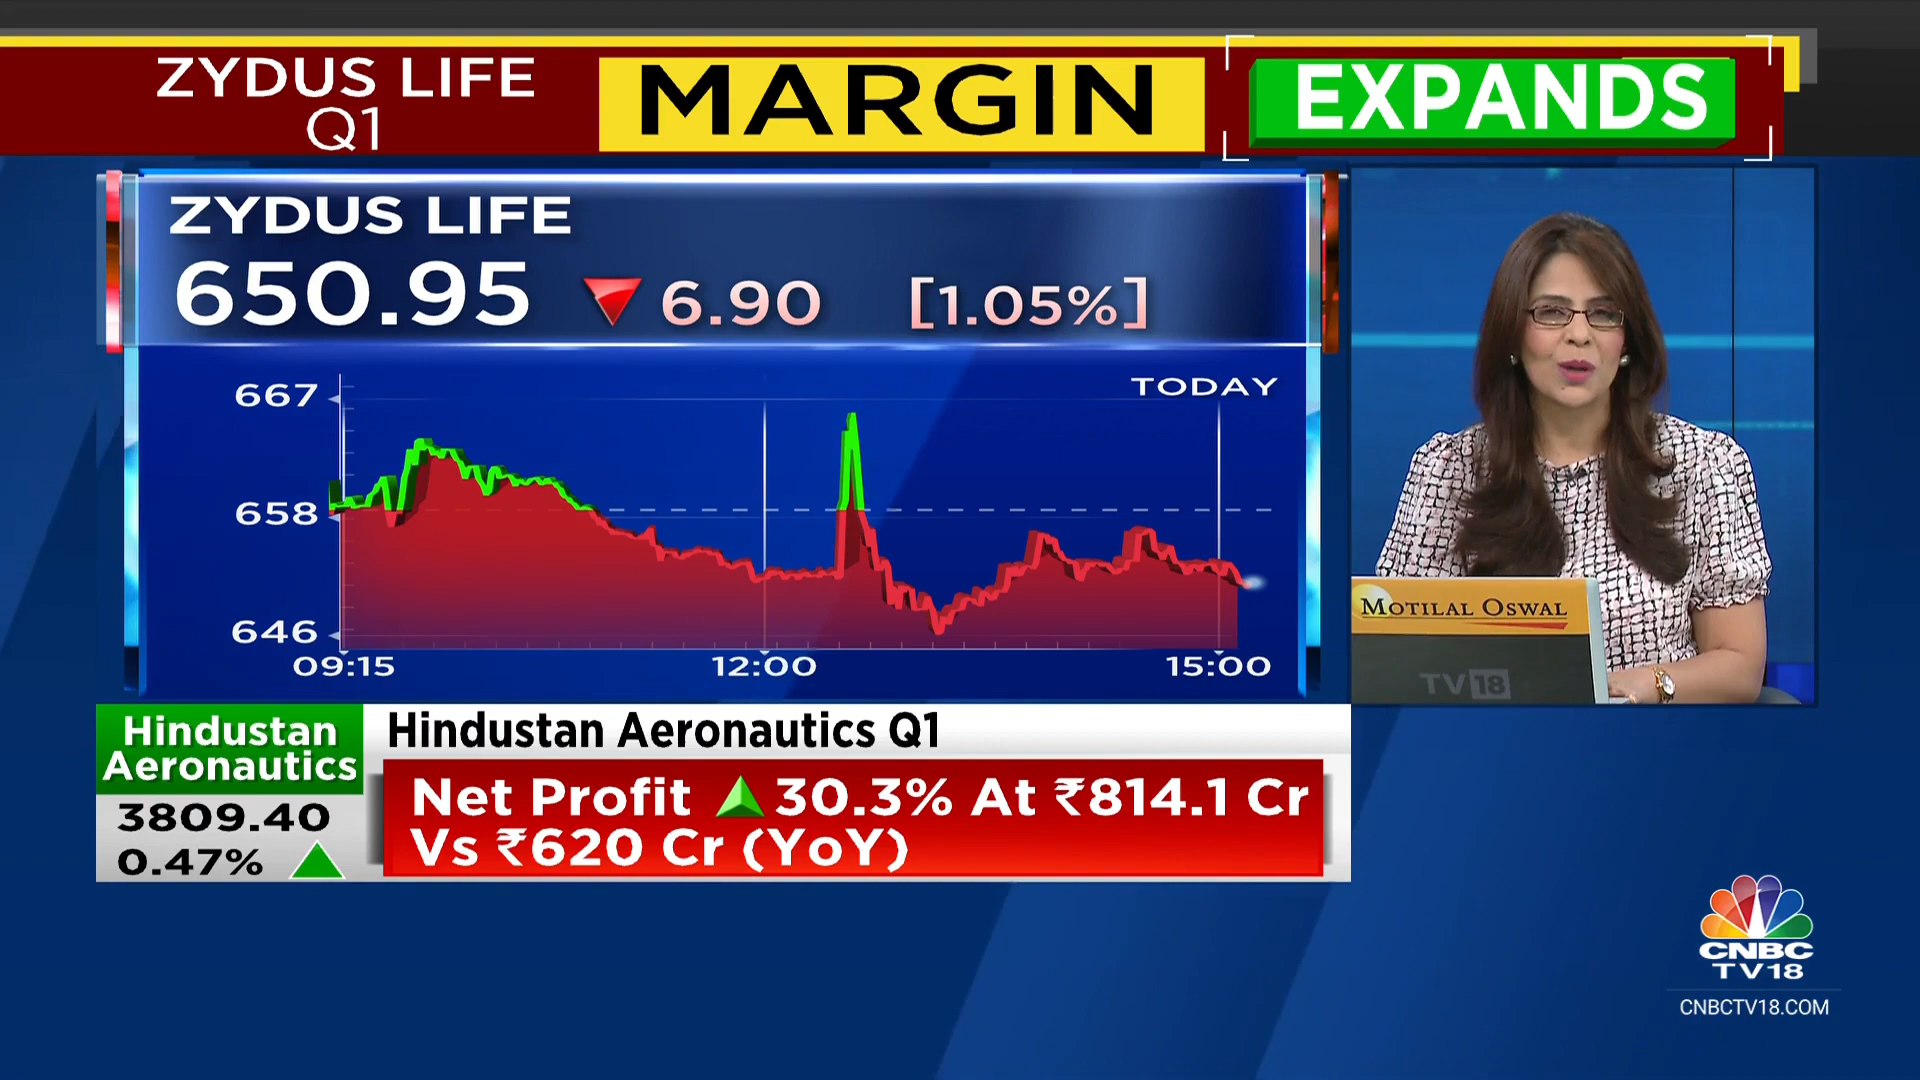 ZYDUS LIFE
Q1
MARGIN
EXPANDS
ZYDUS LIFE
650.95 6.90 [1.05%]
TODAY
667
658
646
09:15 12:00 15:00
MOTILAL OSWAL
TV18
Hindustan
Aeronautics
3809.40
0.47%
Hindustan Aeronautics Q1
Net Profit 30.3% At ₹814.1 Cr
Vs ₹620 Cr (YoY)
CNBC
TV18
CNBCTV18.COM